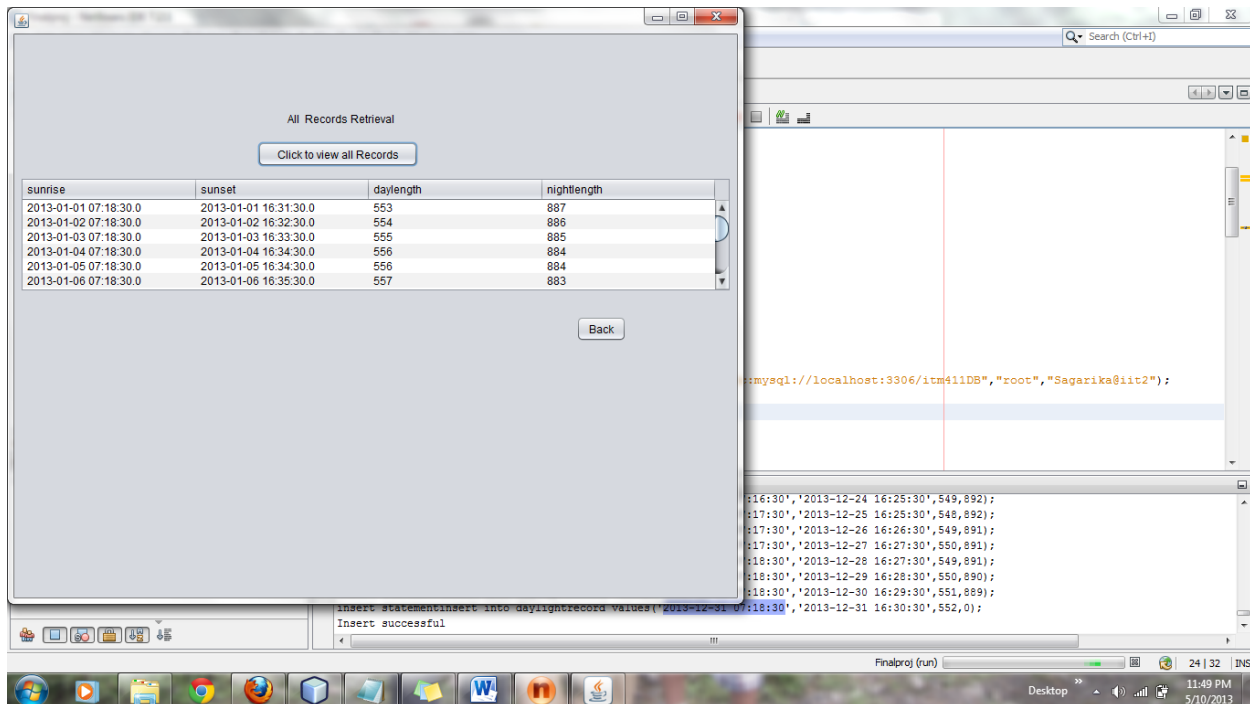 Search (Ctrl+I)
All Records Retrieval
Click to view all Records
sunrise sunset daylength nightlength
2013-01-01 07:18:30.0 2013-01-01 16:31:30.0 553 887
2013-01-02 07:18:30.0 2013-01-02 16:32:30.0 554 886
2013-01-03 07:18:30.0 2013-01-03 16:33:30.0 555 885
2013-01-04 07:18:30.0 2013-01-04 16:34:30.0 556 884
2013-01-05 07:18:30.0 2013-01-05 16:34:30.0 556 884
2013-01-06 07:18:30.0 2013-01-06 16:35:30.0 557 883
Back
:mysql://localhost:3306/itm411DB","root","Sagarika@iit2");
:16:30','2013-12-24 16:25:30',549,892);
:17:30','2013-12-25 16:25:30',548,892);
:17:30','2013-12-26 16:26:30',549,891);
:17:30','2013-12-27 16:27:30',550,891);
:18:30','2013-12-28 16:27:30',549,891);
:18:30','2013-12-29 16:28:30',550,890);
:18:30','2013-12-30 16:29:30',551,889);
insert statementinsert into daylightrecord values('2013-12-31 07:18:30','2013-12-31 16:30:30',552,0);
Insert successful
Finalproj (run)
24 | 32 INS
Desktop
11:49 PM
5/10/2013